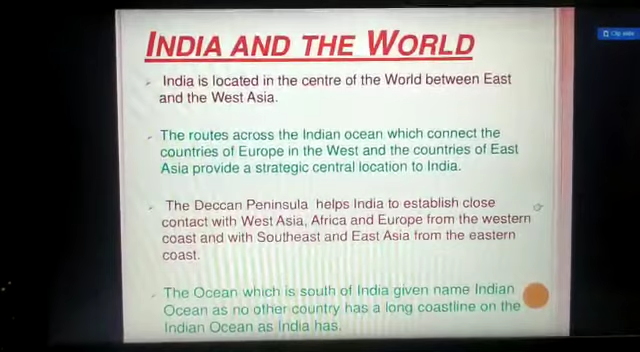 INDIA AND THE WORLD
India is located in the centre of the World between East
and the West Asia.
The routes across the Indian ocean which connect the
countries of Europe in the West and the countries of East
Asia provide a strategic central location to India.
The Deccan Peninsula helps India to establish close
contact with West Asia, Africa and Europe from the western
coast and with Southeast and East Asia from the eastern
coast.
The Ocean which is south of India given name Indian
Ocean as no other country has a long coastline on the
Indian Ocean as India has.
Clip slide